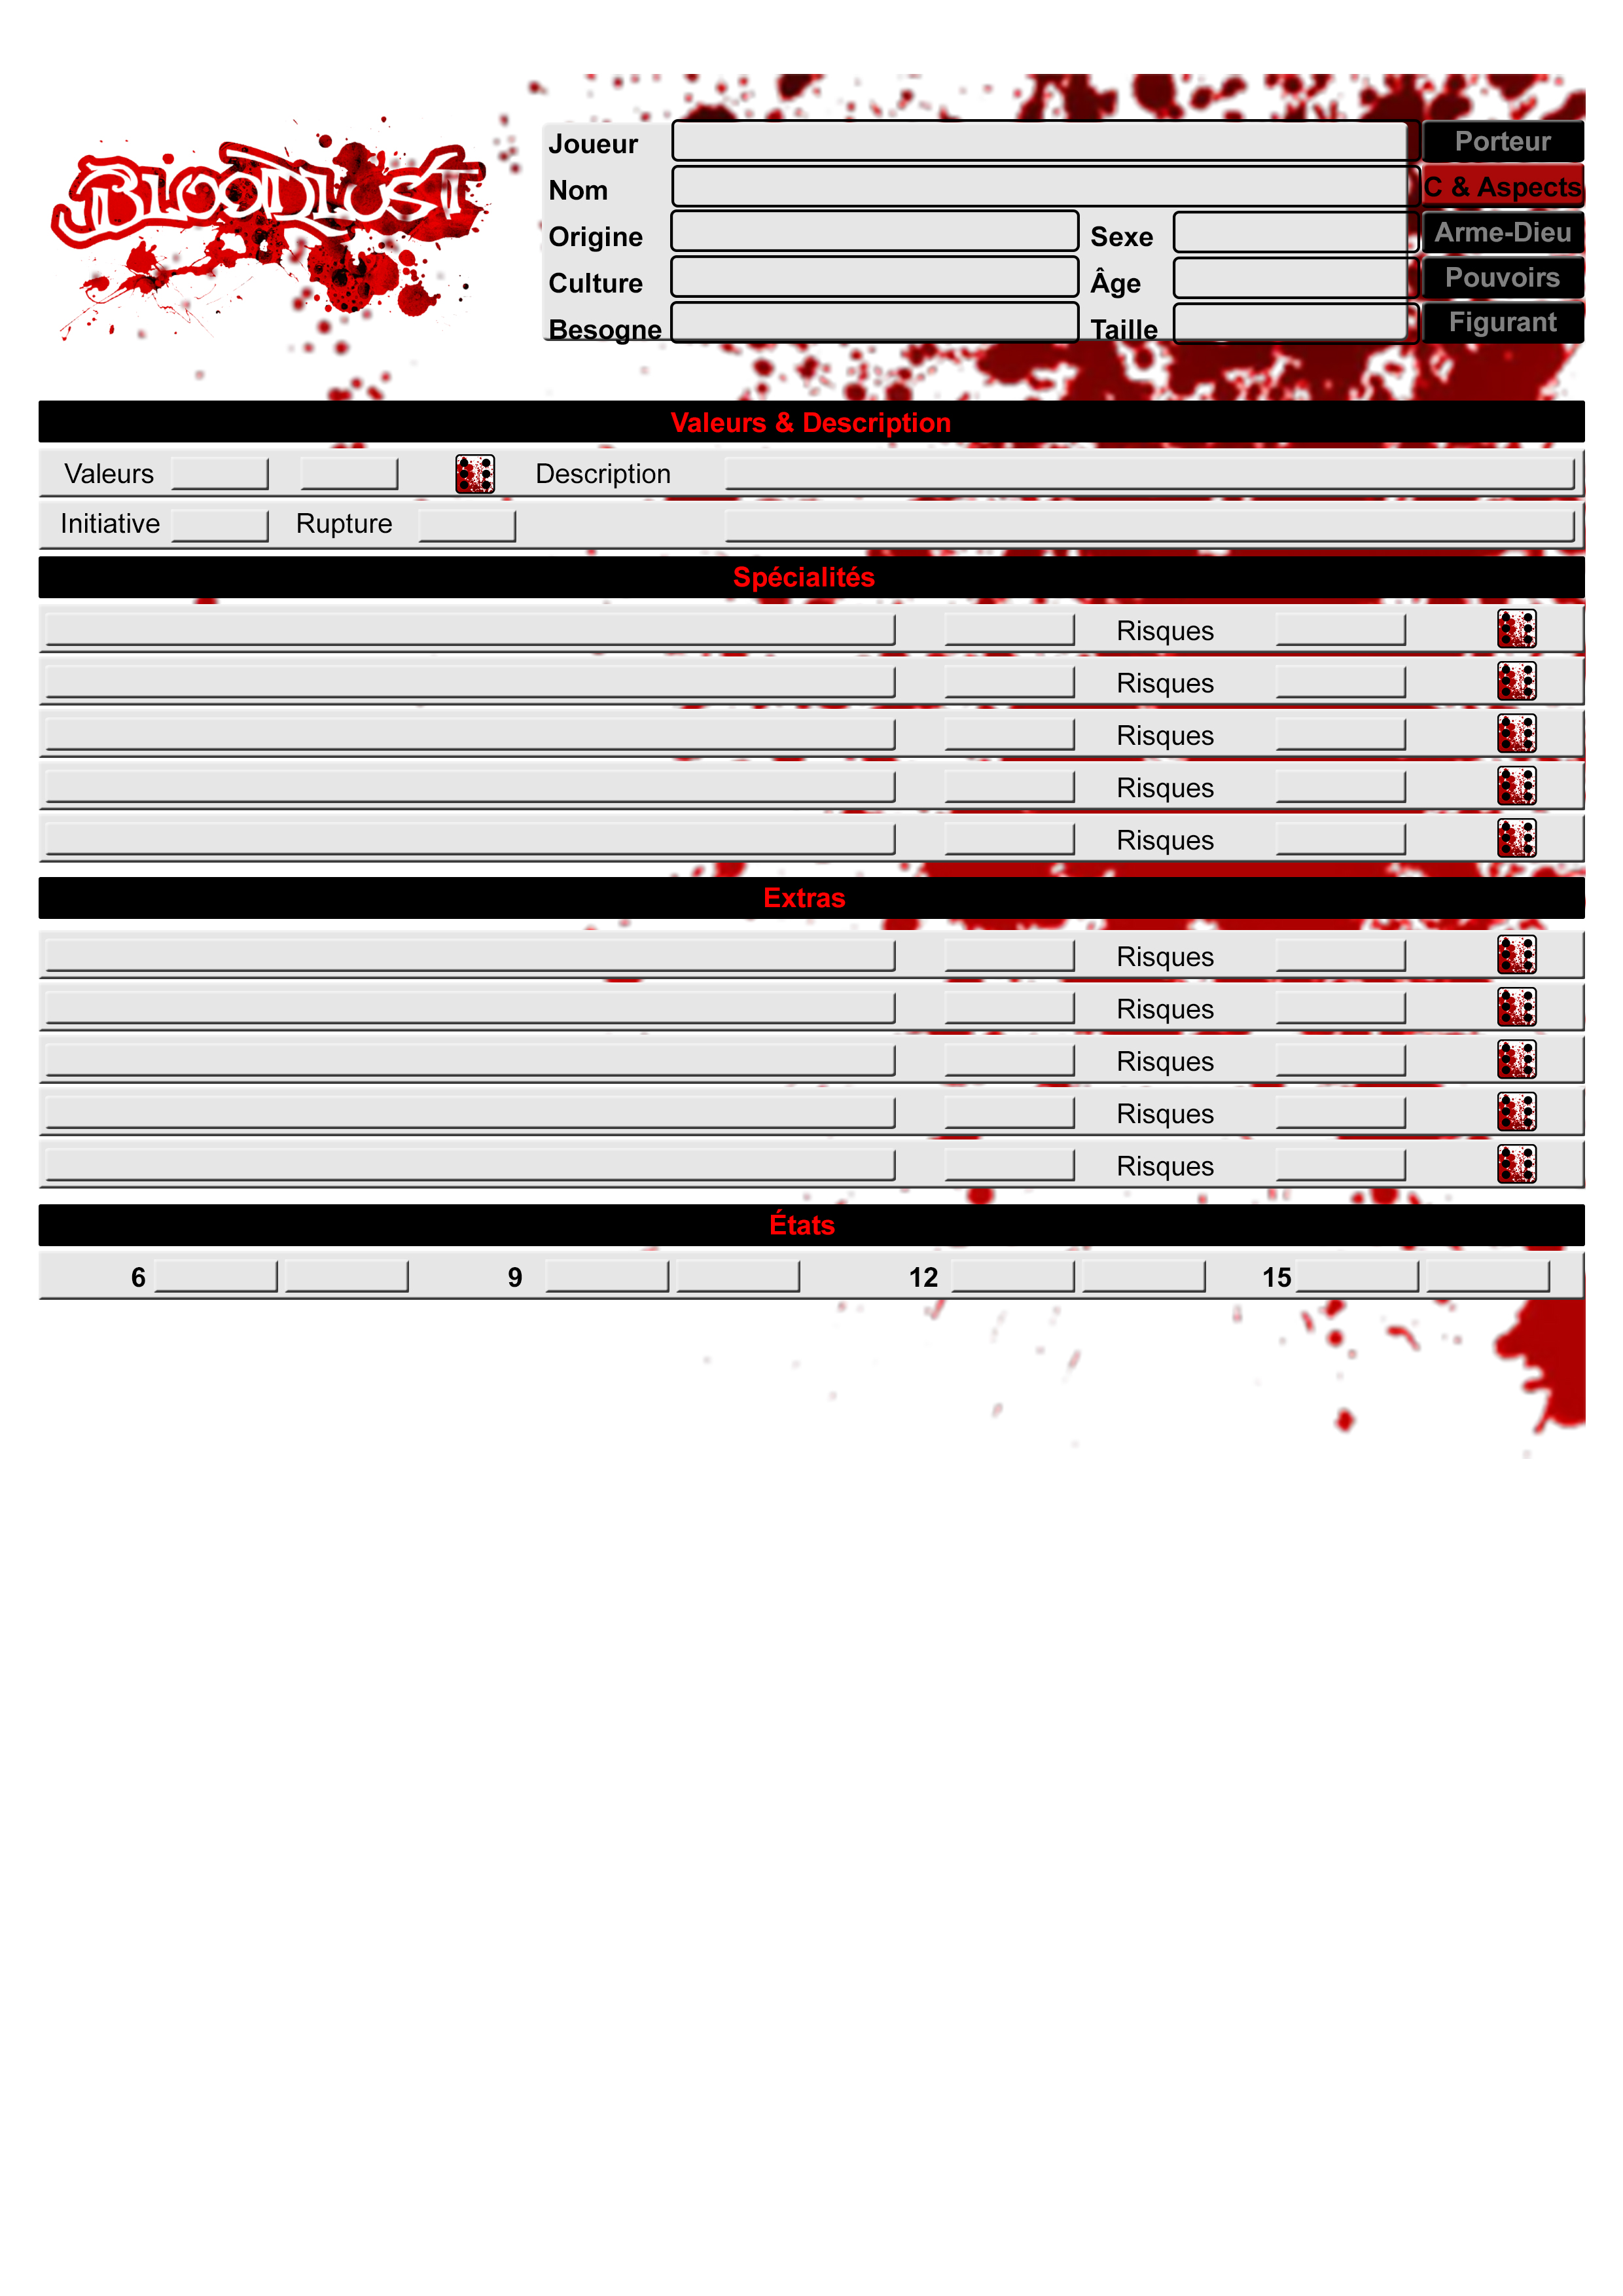 BLOODLUST
Joueur
Porteur
Nom
C & Aspects
Origine
Sexe
Arme-Dieu
Culture
Âge
Pouvoirs
Besogne
Taille
Figurant
Valeurs & Description
Valeurs
Description
Initiative
Rupture
Spécialités
Risques
Risques
Risques
Risques
Risques
Extras
Risques
Risques
Risques
Risques
Risques
États
6
9
12
15